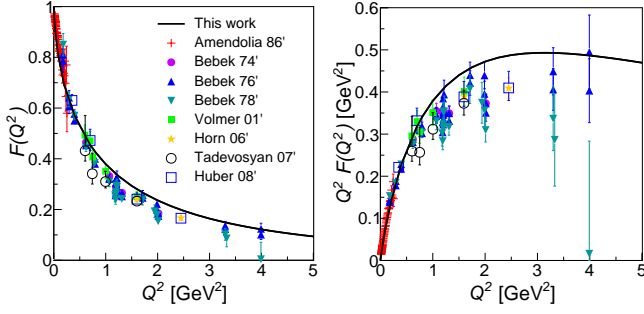 This work
Amendolia 86'
Bebek 74'
Bebek 76'
Bebek 78'
Volmer 01'
Horn 06'
Tadevosyan 07'
Huber 08'
F(Q²)
1
0.8
0.6
0.4
0.2
0
0 1 2 3 4 5
Q² [GeV²]
Q² F(Q²) [GeV²]
0.6
0.5
0.4
0.3
0.2
0.1
0
0 1 2 3 4 5
Q² [GeV²]